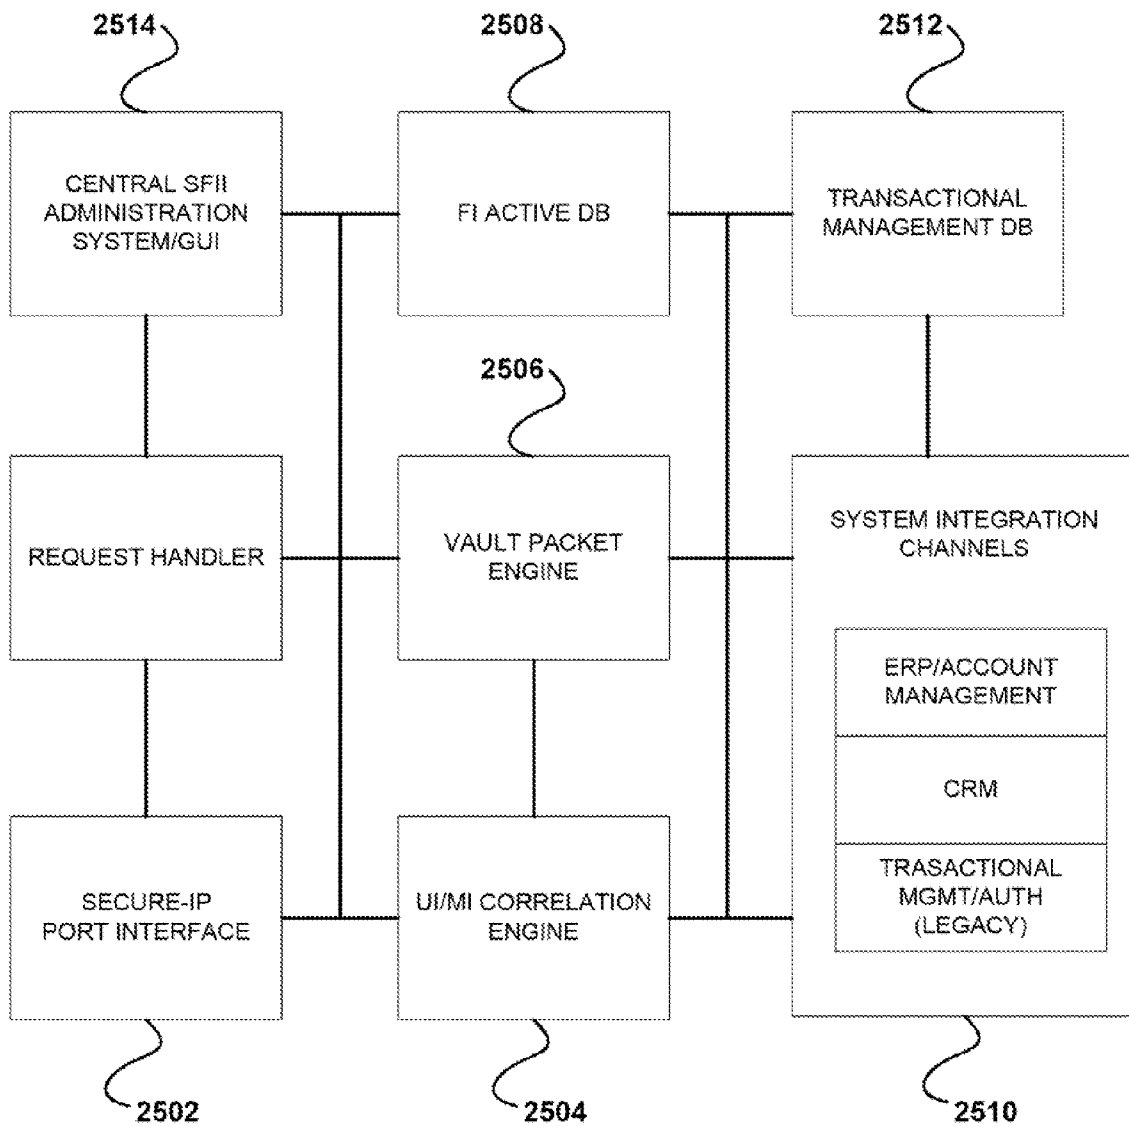 2514
2508
2512
CENTRAL SFII
ADMINISTRATION
SYSTEM/GUI
FI ACTIVE DB
TRANSACTIONAL
MANAGEMENT DB
2506
REQUEST HANDLER
VAULT PACKET
ENGINE
SYSTEM INTEGRATION
CHANNELS
ERP/ACCOUNT
MANAGEMENT
CRM
TRASACTIONAL
MGMT/AUTH
(LEGACY)
SECURE-IP
PORT INTERFACE
UI/MI CORRELATION
ENGINE
2502
2504
2510